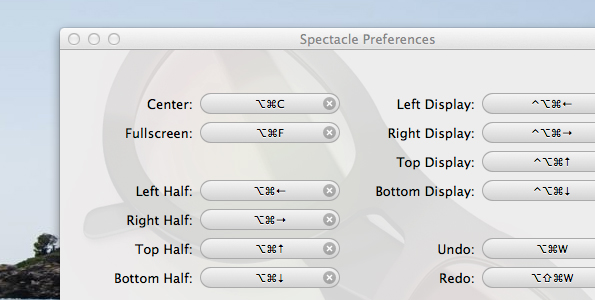 Spectacle Preferences
Center: ⌥⌘C Left Display: ^⌥⌘←
Fullscreen: ⌥⌘F Right Display: ^⌥⌘→
Top Display: ^⌥⌘↑
Left Half: ⌥⌘← Bottom Display: ^⌥⌘↓
Right Half: ⌥⌘→
Top Half: ⌥⌘↑ Undo: ⌥⌘W
Bottom Half: ⌥⌘↓ Redo: ⌥⇧⌘W